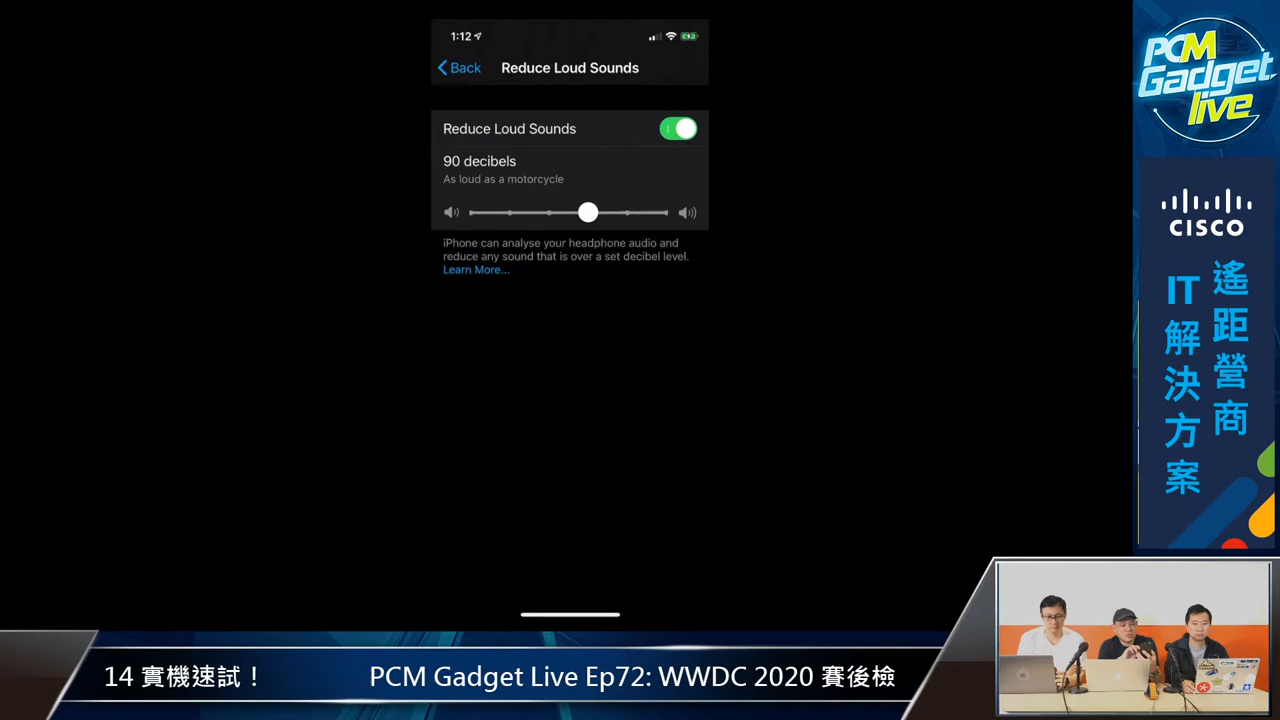 1:12
Back
Reduce Loud Sounds
Reduce Loud Sounds
90 decibels
As loud as a motorcycle
iPhone can analyse your headphone audio and
reduce any sound that is over a set decibel level.
Learn More...
PCM
Gadget
live
CISCO
遙距營商
IT解決方案
14 實機速試！ PCM Gadget Live Ep72: WWDC 2020 賽後檢